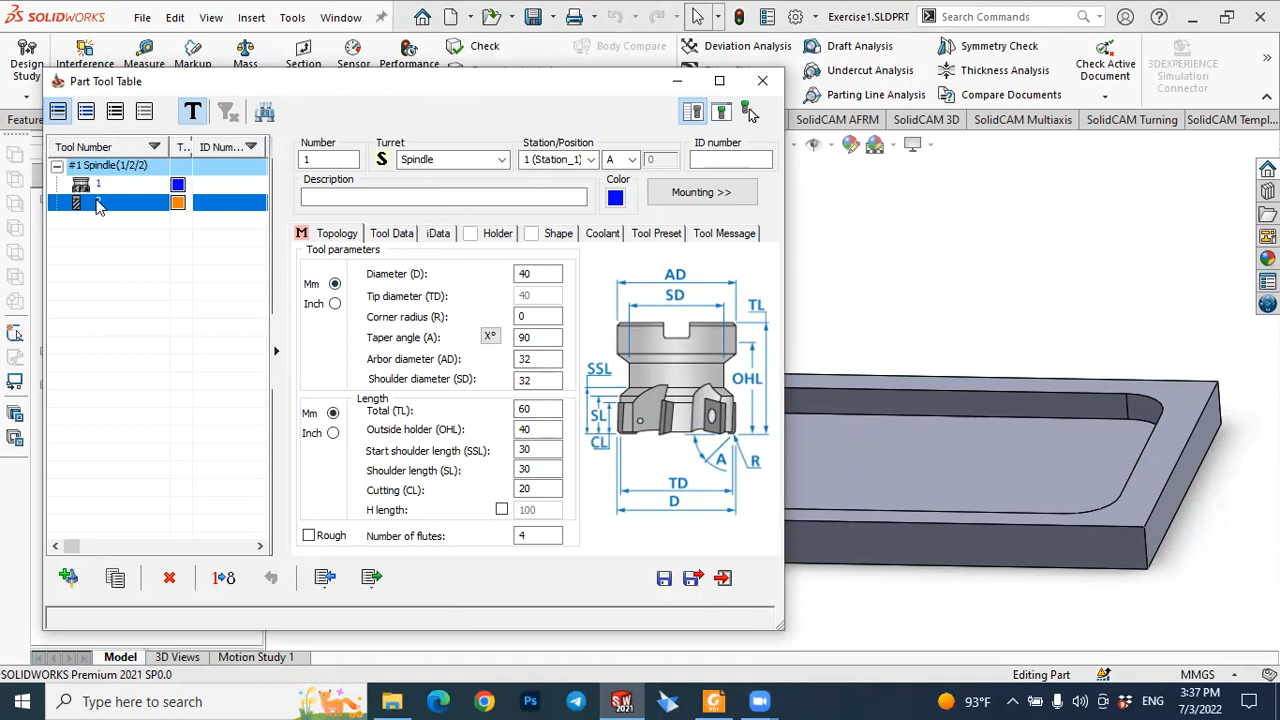 SOLIDWORKS
File
Edit
View
Insert
Tools
Window
Exercise1.SLDPRT
Search Commands
Design
Study
Interference
Measure
Markup
Mass
Section
Sensor
Performance
Check
Body Compare
Deviation Analysis
Draft Analysis
Symmetry Check
Undercut Analysis
Thickness Analysis
Parting Line Analysis
Compare Documents
Check Active
Document
3DEXPERIENCE
Simulation
Connector
Feature
SolidCAM AFRM
SolidCAM 3D
SolidCAM Multiaxis
SolidCAM Turning
SolidCAM Templ...
Part Tool Table
Tool Number
T..
ID Num...
#1 Spindle(1/2/2)
1
Number
Turret
Station/Position
ID number
1
S
Spindle
1 (Station_1)
A
0
Description
Color
Mounting >>
M
Topology
Tool Data
iData
Holder
Shape
Coolant
Tool Preset
Tool Message
Tool parameters
Mm
Inch
Diameter (D):
40
Tip diameter (TD):
40
Corner radius (R):
0
Taper angle (A):
X°
90
Arbor diameter (AD):
32
Shoulder diameter (SD):
32
Length
Mm
Inch
Total (TL):
60
Outside holder (OHL):
40
Start shoulder length (SSL):
30
Shoulder length (SL):
30
Cutting (CL):
20
H length:
100
Rough
Number of flutes:
4
AD
SD
TL
SSL
OHL
SL
CL
A
R
TD
D
Model
3D Views
Motion Study 1
SOLIDWORKS Premium 2021 SP0.0
Editing Part
MMGS
Type here to search
93°F
ENG
3:37 PM
7/3/2022